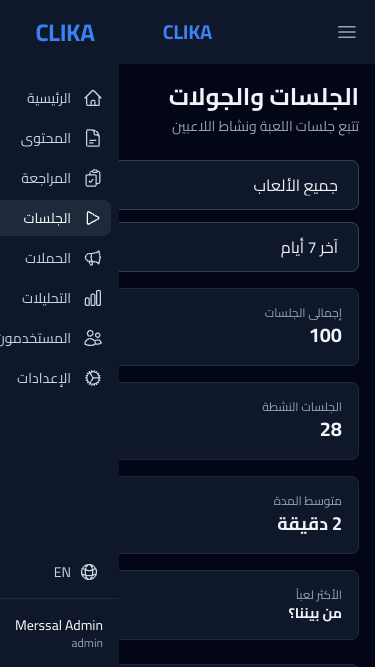 CLIKA
الجلسات والجولات
تتبع جلسات اللعبة ونشاط اللاعبين
جميع الألعاب
آخر 7 أيام
إجمالي الجلسات
100
الجلسات النشطة
28
متوسط المدة
2 دقيقة
الأكثر لعباً
من بيننا؟
CLIKA
الرئيسية
المحتوى
المراجعة
الجلسات
الحملات
التحليلات
المستخدمون
الإعدادات
EN
Merssal Admin
admin